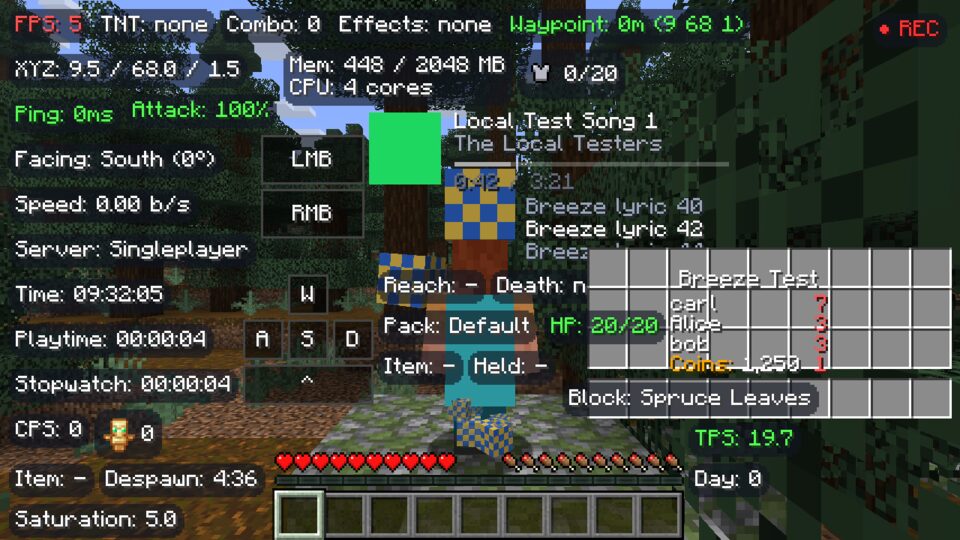 FPS: 5 TNT: none Combo: 0 Effects: none Waypoint: 0m (9 68 1)
REC
XYZ: 9.5 / 68.0 / 1.5
Mem: 448 / 2048 MB
CPU: 4 cores
0/20
Ping: 0ms
Attack: 100%
Local Test Song 1
The Local Testers
Facing: South (0°)
LMB
0:42 / 3:21
Speed: 0.00 b/s
RMB
Breeze lyric 40
Breeze lyric 42
Breeze lyric
Server: Singleplayer
Time: 09:32:05
W
Reach: - Death: n
Breeze Test
carl 7
Alice 3
bob 3
Coins: 1,250 1
Playtime: 00:00:04
A S D
Pack: Default HP: 20/20
Stopwatch: 00:00:04
^
Item: - Held: -
Block: Spruce Leaves
CPS: 0
0
TPS: 19.7
Item: - Despawn: 4:36
Day: 0
Saturation: 5.0